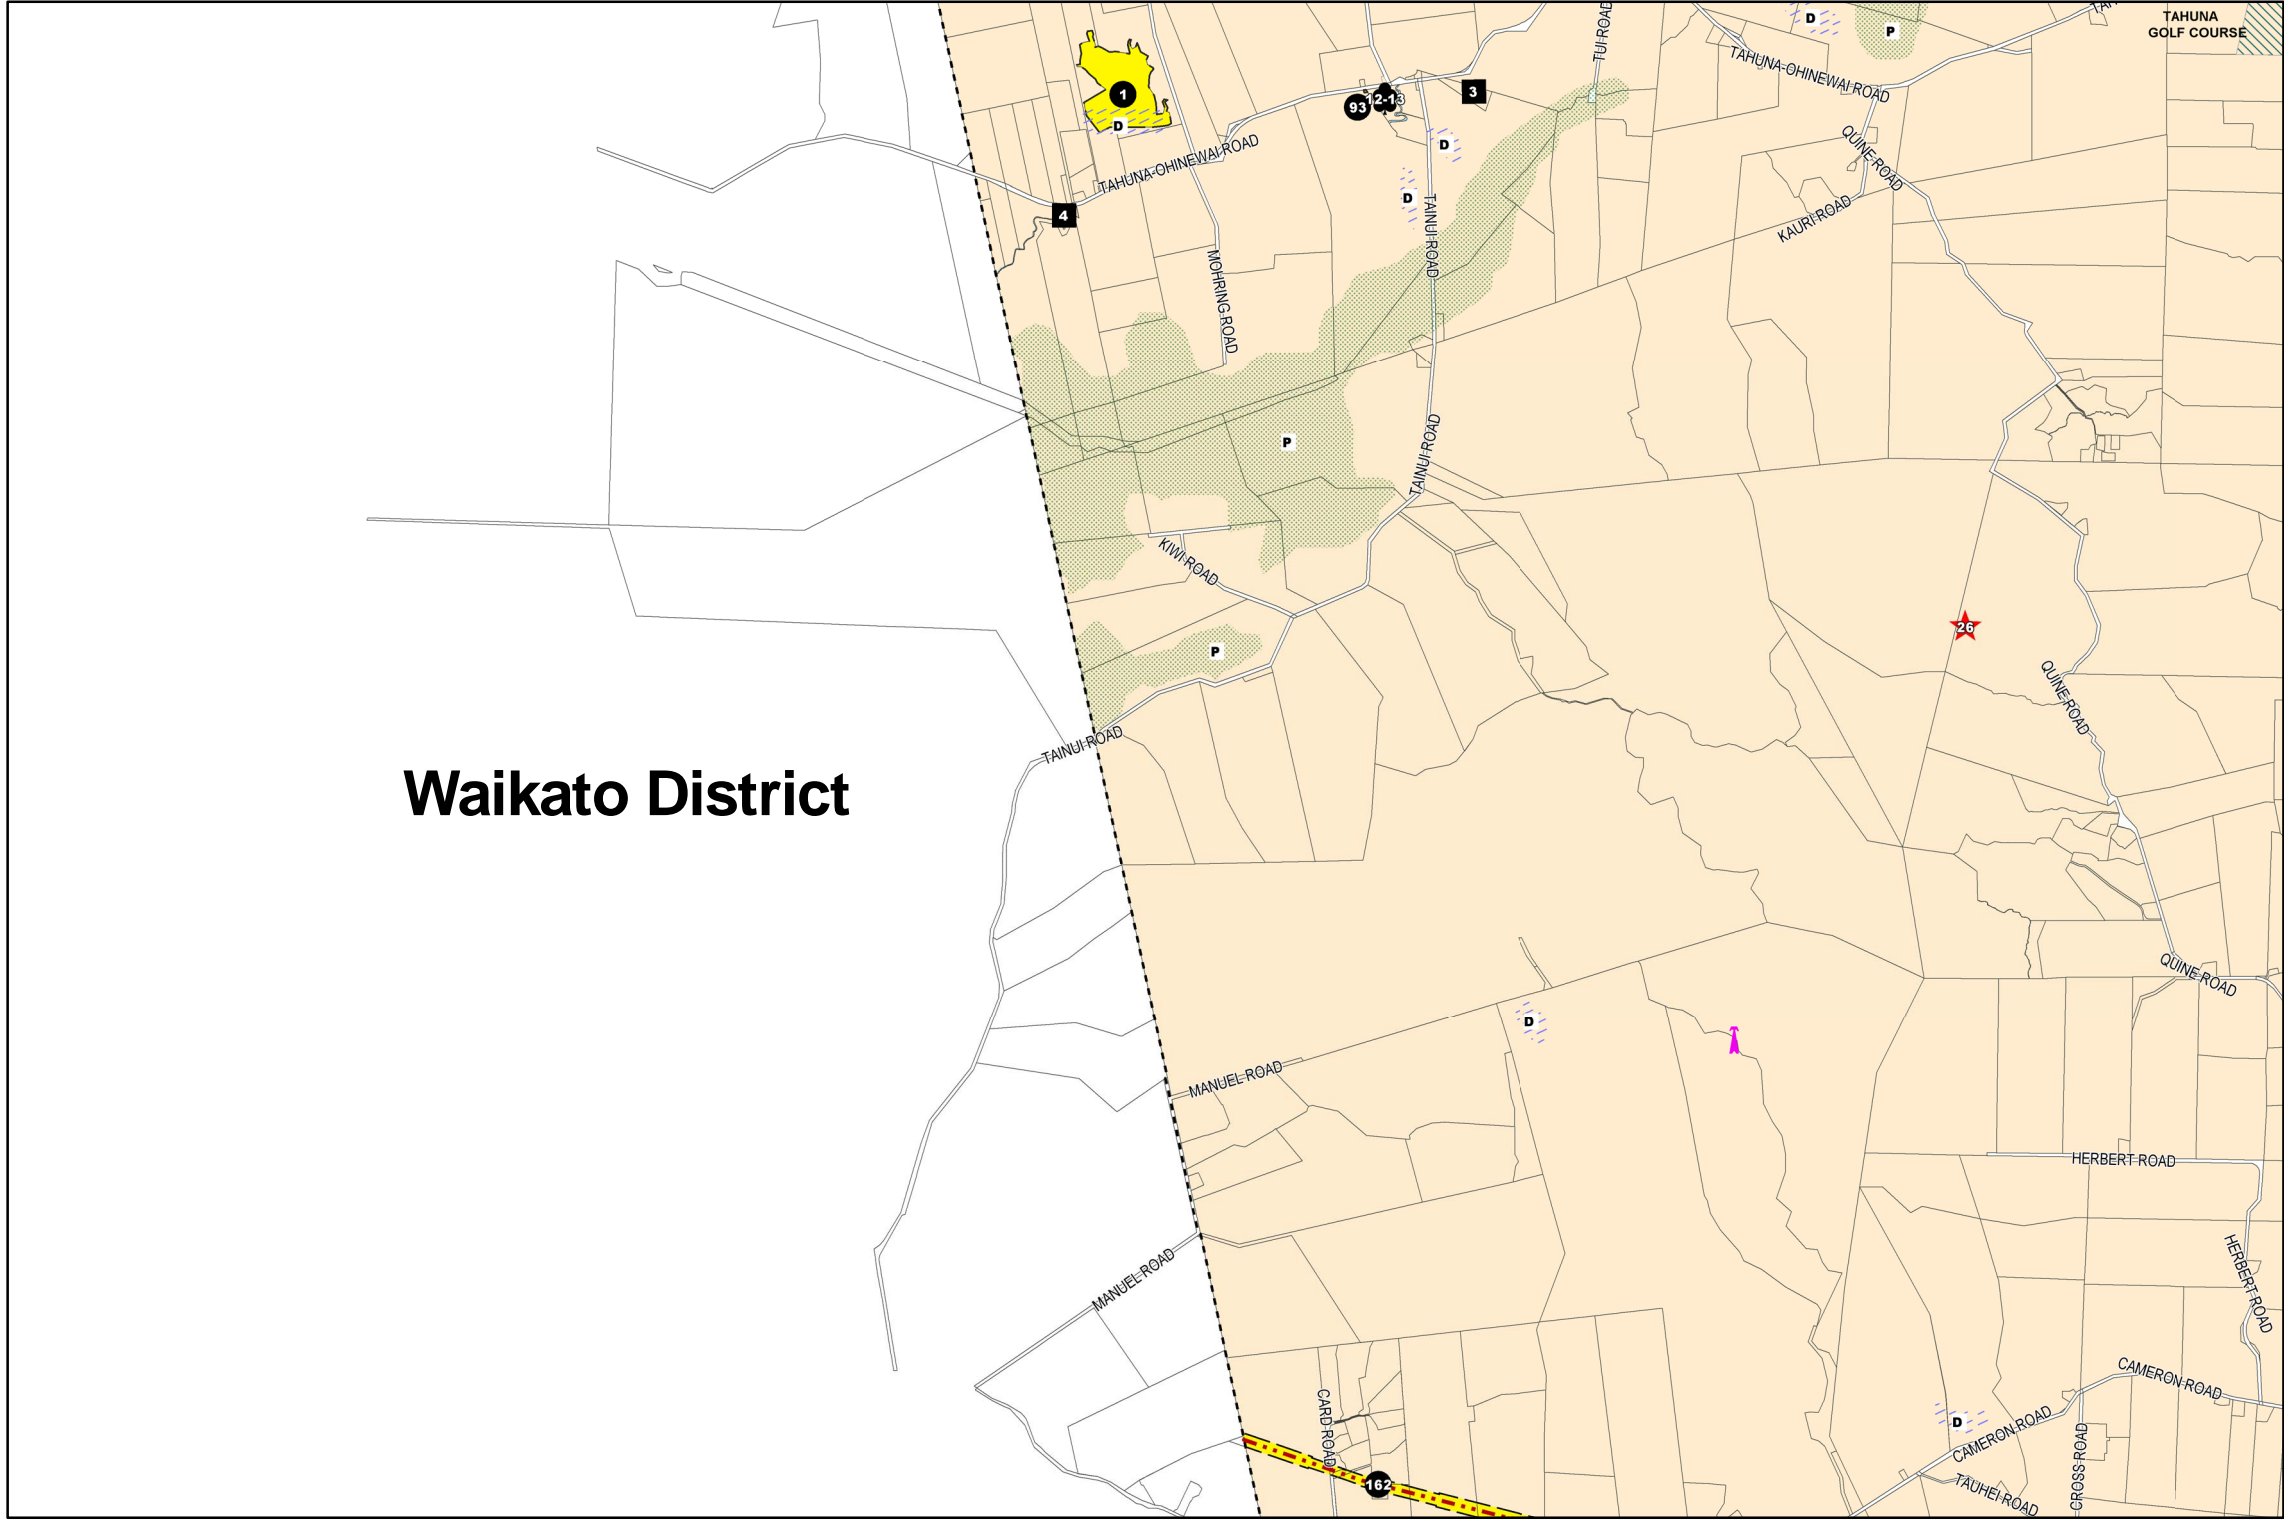 D
P
TAHUNA
GOLF COURSE
TUI ROAD
TAHUNA-OHINEWAI ROAD
1
D
93
12-13
3
D
D
TAHUNA-OHINEWAI ROAD
4
QUINE ROAD
KAURI ROAD
TAINUI ROAD
MOHRING ROAD
P
TAINUI ROAD
KIWI ROAD
P
26
QUINE ROAD
TAINUI ROAD
Waikato District
QUINE ROAD
D
MANUEL ROAD
HERBERT ROAD
HERBERT ROAD
MANUEL ROAD
CARD ROAD
CAMERON ROAD
D
CAMERON ROAD
CROSS ROAD
TAUHEI ROAD
162